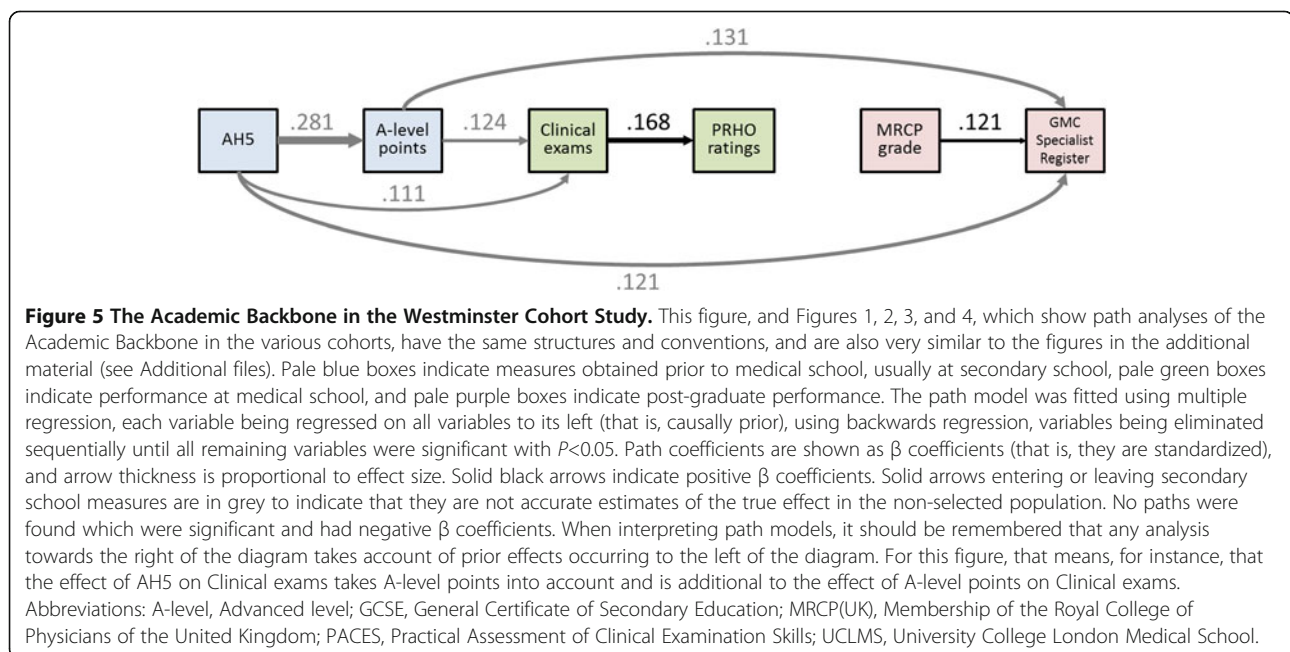 .131
AH5
.281
A-level
points
.124
Clinical
exams
.168
PRHO
ratings
MRCP
grade
.121
GMC
Specialist
Register
.111
.121
Figure 5 The Academic Backbone in the Westminster Cohort Study. This figure, and Figures 1, 2, 3, and 4, which show path analyses of the
Academic Backbone in the various cohorts, have the same structures and conventions, and are also very similar to the figures in the additional
material (see Additional files). Pale blue boxes indicate measures obtained prior to medical school, usually at secondary school, pale green boxes
indicate performance at medical school, and pale purple boxes indicate post-graduate performance. The path model was fitted using multiple
regression, each variable being regressed on all variables to its left (that is, causally prior), using backwards regression, variables being eliminated
sequentially until all remaining variables were significant with P<0.05. Path coefficients are shown as β coefficients (that is, they are standardized),
and arrow thickness is proportional to effect size. Solid black arrows indicate positive β coefficients. Solid arrows entering or leaving secondary
school measures are in grey to indicate that they are not accurate estimates of the true effect in the non-selected population. No paths were
found which were significant and had negative β coefficients. When interpreting path models, it should be remembered that any analysis
towards the right of the diagram takes account of prior effects occurring to the left of the diagram. For this figure, that means, for instance, that
the effect of AH5 on Clinical exams takes A-level points into account and is additional to the effect of A-level points on Clinical exams.
Abbreviations: A-level, Advanced level; GCSE, General Certificate of Secondary Education; MRCP(UK), Membership of the Royal College of
Physicians of the United Kingdom; PACES, Practical Assessment of Clinical Examination Skills; UCLMS, University College London Medical School.